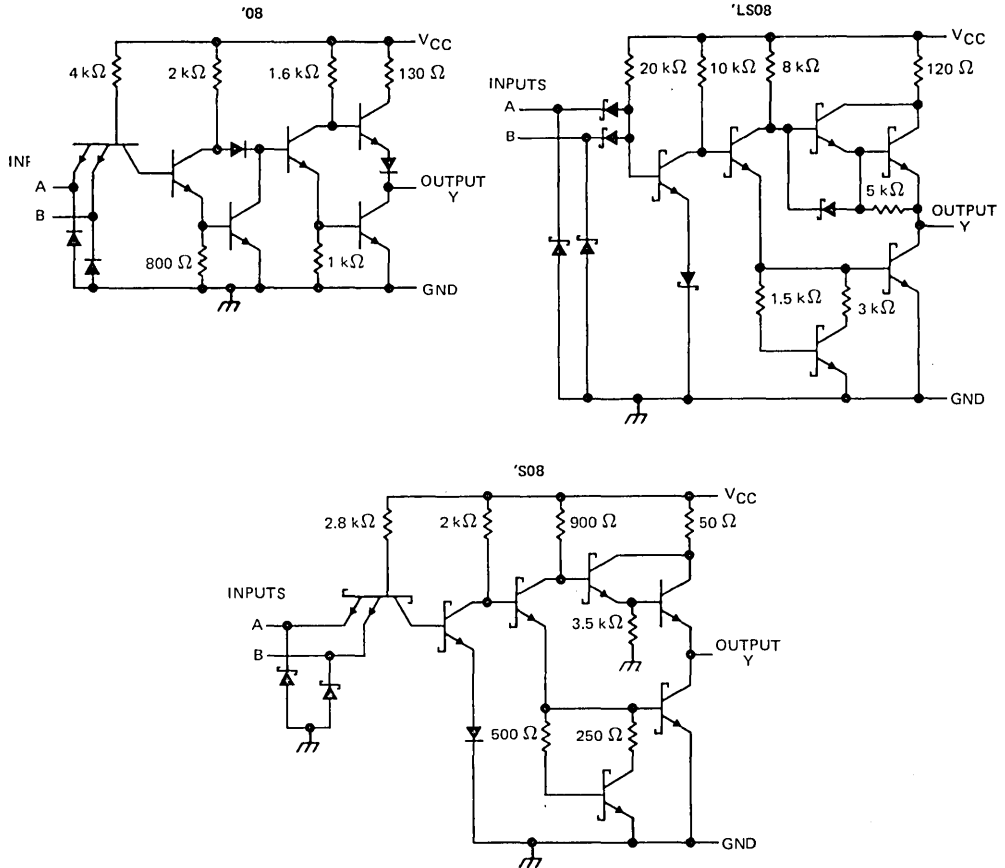 '08
VCC
4 kΩ
2 kΩ
1.6 kΩ
130 Ω
INF
A
B
OUTPUT
Y
800 Ω
1 kΩ
GND
'LS08
VCC
20 kΩ
10 kΩ
8 kΩ
120 Ω
INPUTS
A
B
5 kΩ
OUTPUT
Y
1.5 kΩ
3 kΩ
GND
'S08
VCC
2.8 kΩ
2 kΩ
900 Ω
50 Ω
INPUTS
A
B
3.5 kΩ
OUTPUT
Y
500 Ω
250 Ω
GND